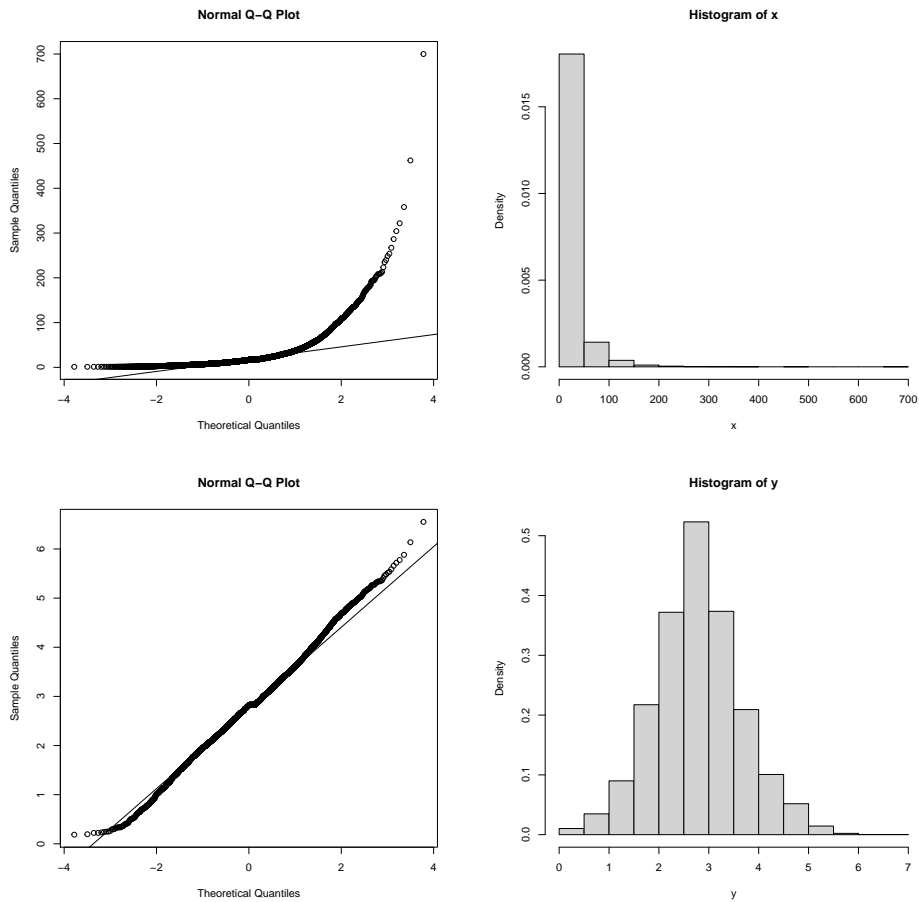 Normal Q−Q Plot
700
600
500
400
300
200
100
0
Sample Quantiles
−4 −2 0 2 4
Theoretical Quantiles
Histogram of x
0.015
0.010
0.005
0.000
Density
0 100 200 300 400 500 600 700
x
Normal Q−Q Plot
6
5
4
3
2
1
0
Sample Quantiles
−4 −2 0 2 4
Theoretical Quantiles
Histogram of y
0.5
0.4
0.3
0.2
0.1
0.0
Density
0 1 2 3 4 5 6 7
y